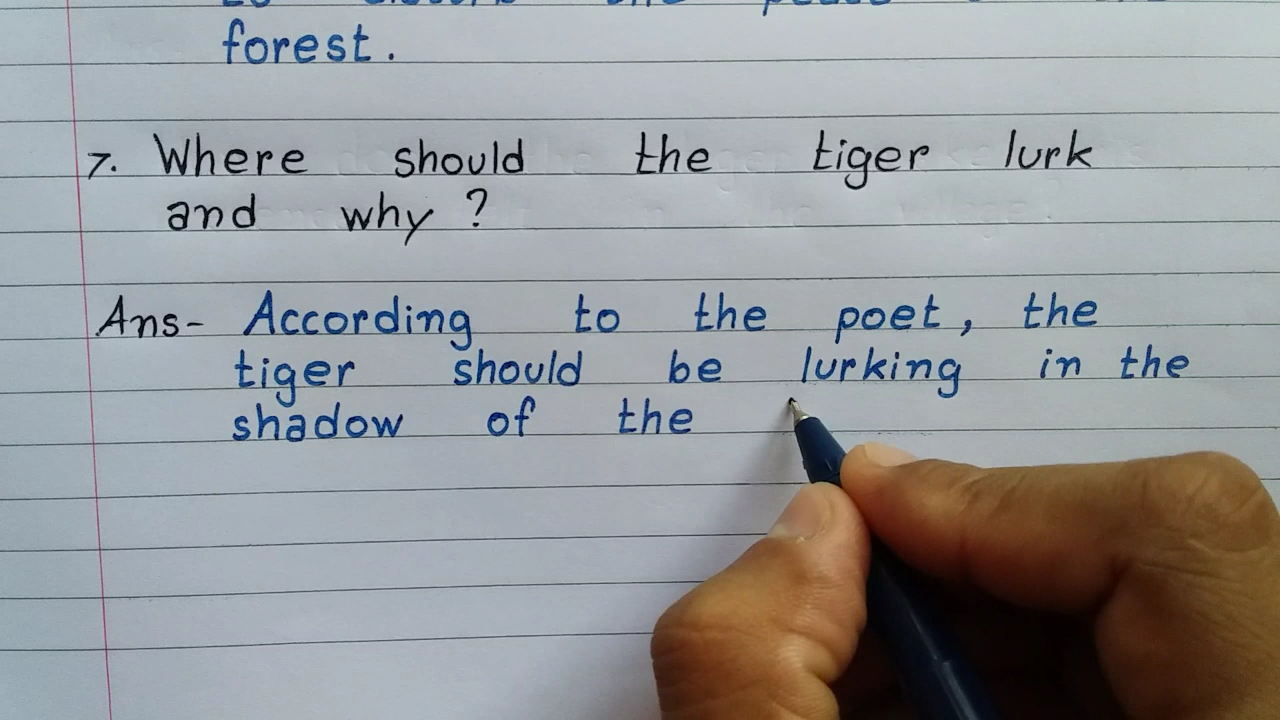 forest.
7. Where should the tiger lurk
and why ?
Ans- According to the poet, the
tiger should be lurking in the
shadow of the